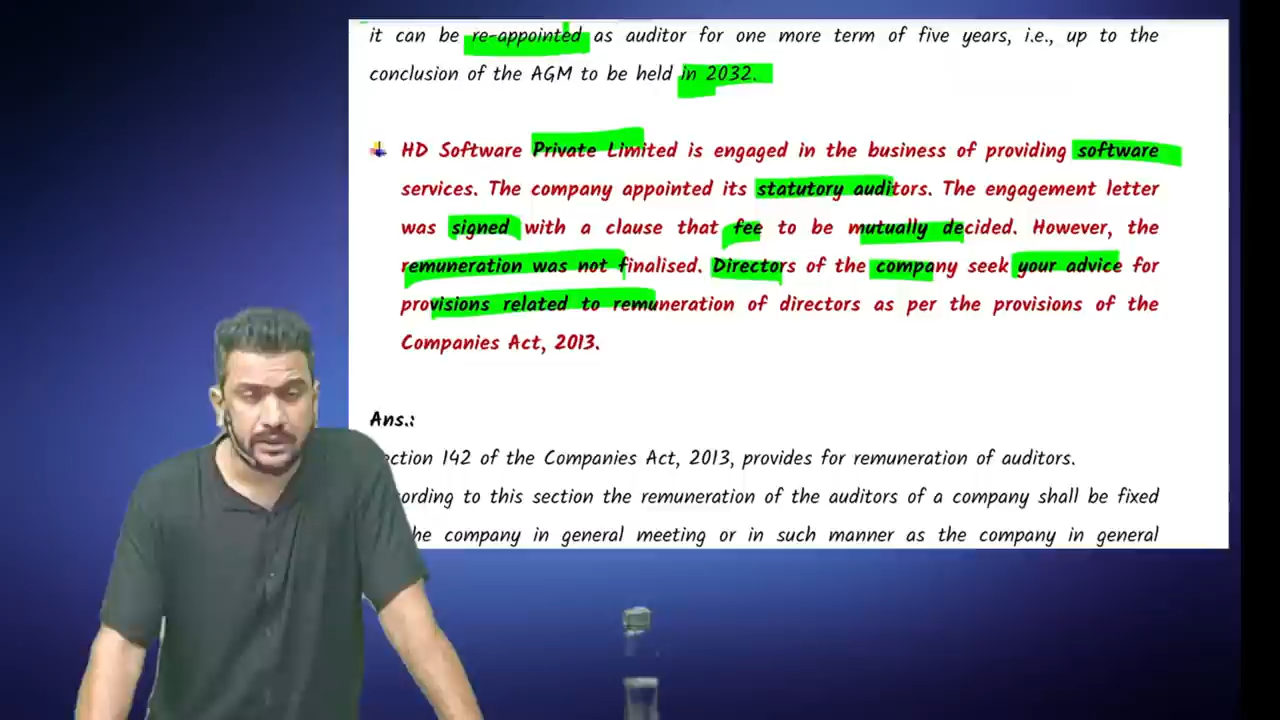 it can be re-appointed as auditor for one more term of five years, i.e., up to the
conclusion of the AGM to be held in 2032.
HD Software Private Limited is engaged in the business of providing software
services. The company appointed its statutory auditors. The engagement letter
was signed with a clause that fee to be mutually decided. However, the
remuneration was not finalised. Directors of the company seek your advice for
provisions related to remuneration of directors as per the provisions of the
Companies Act, 2013.
Ans.:
ction 142 of the Companies Act, 2013, provides for remuneration of auditors.
ording to this section the remuneration of the auditors of a company shall be fixed
he company in general meeting or in such manner as the company in general